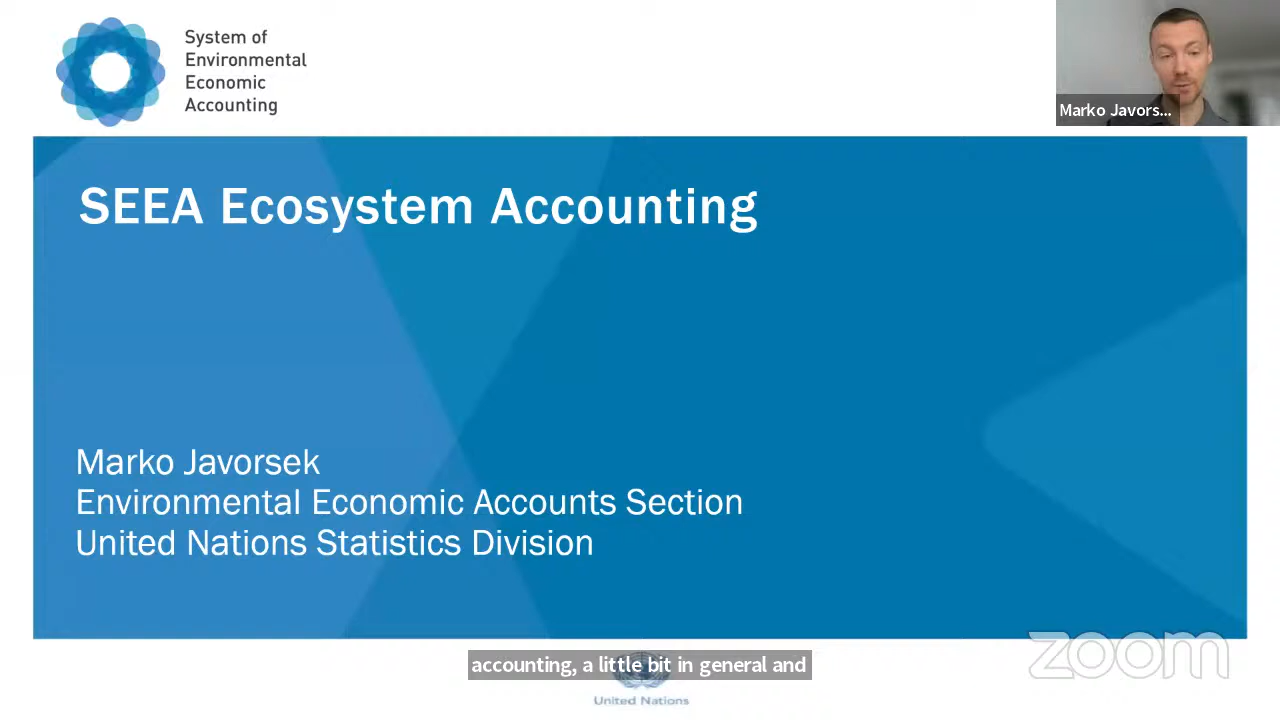 System of
Environmental
Economic
Accounting
Marko Javors...
SEEA Ecosystem Accounting
Marko Javorsek
Environmental Economic Accounts Section
United Nations Statistics Division
zoom
accounting, a little bit in general and
United Nations